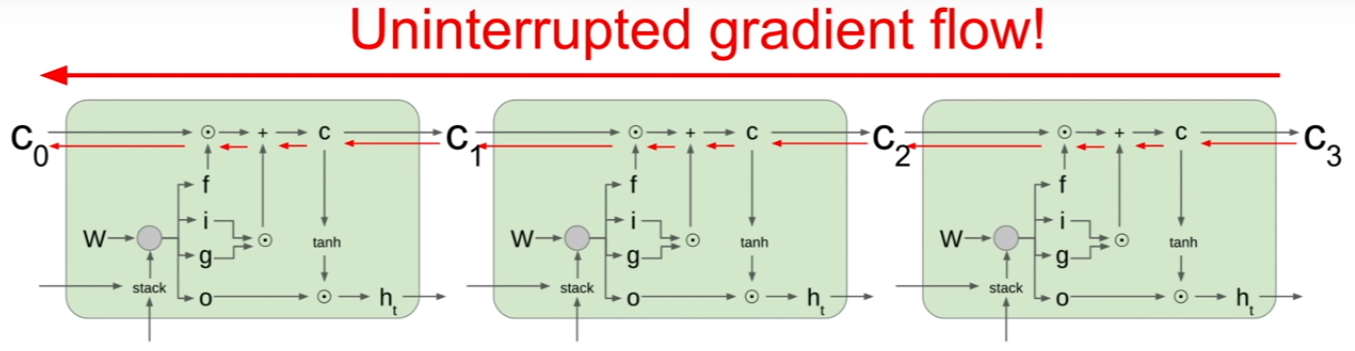 Uninterrupted gradient flow!
C0 ⊙ + c C1 ⊙ + c C2 ⊙ + c C3
f f f
i i i
W ⊙ tanh W ⊙ tanh W ⊙ tanh
g g g
stack stack stack
o ⊙ ht o ⊙ ht o ⊙ ht